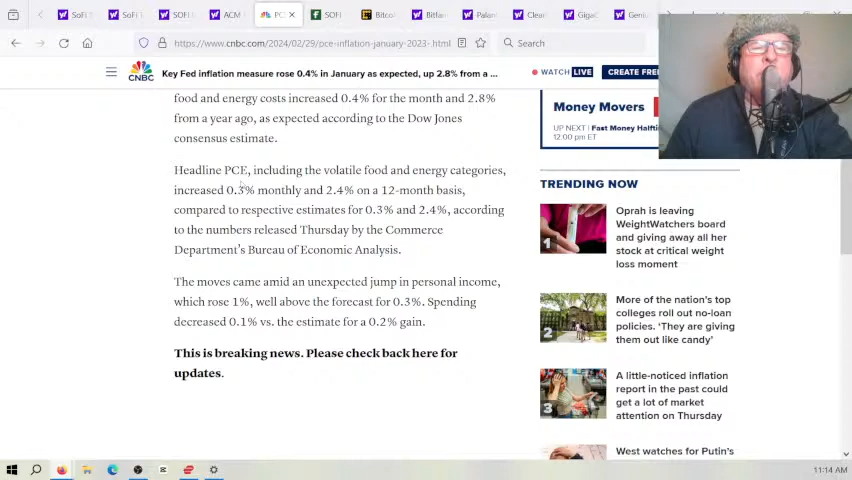 SoFi S
SoFi T
SOFI
ACM
PC
SOFI
Bitco
Bitfar
Palant
Clean
GigaC
Geniu
https://www.cnbc.com/2024/02/29/pce-inflation-january-2023-.html
Search
CNBC
Key Fed inflation measure rose 0.4% in January as expected, up 2.8% from a ...
WATCH LIVE
CREATE FREE
food and energy costs increased 0.4% for the month and 2.8%
from a year ago, as expected according to the Dow Jones
consensus estimate.
Headline PCE, including the volatile food and energy categories,
increased 0.3% monthly and 2.4% on a 12-month basis,
compared to respective estimates for 0.3% and 2.4%, according
to the numbers released Thursday by the Commerce
Department's Bureau of Economic Analysis.
The moves came amid an unexpected jump in personal income,
which rose 1%, well above the forecast for 0.3%. Spending
decreased 0.1% vs. the estimate for a 0.2% gain.
This is breaking news. Please check back here for
updates.
Money Movers
UP NEXT | Fast Money Halfti
12:00 pm ET
TRENDING NOW
1
Oprah is leaving
WeightWatchers board
and giving away all her
stock at critical weight
loss moment
2
More of the nation's top
colleges roll out no-loan
policies. 'They are giving
them out like candy'
3
A little-noticed inflation
report in the past could
get a lot of market
attention on Thursday
West watches for Putin's
11:14 AM